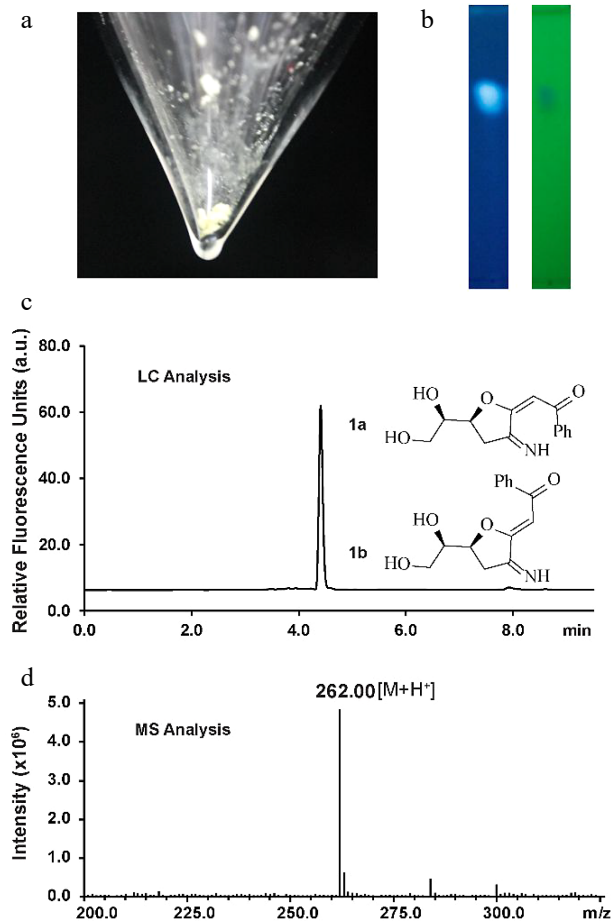 a
b
c
80.0
60.0
40.0
20.0
0.0
Relative Fluorescence Units (a.u.)
LC Analysis
1a
HO
HO
O
O
Ph
NH
1b
Ph
O
HO
HO
O
NH
0.0 2.0 4.0 6.0 8.0 min
d
262.00[M+H⁺]
MS Analysis
Intensity (x10⁶)
5.0
4.0
3.0
2.0
1.0
0.0
200.0 225.0 250.0 275.0 300.0 m/z